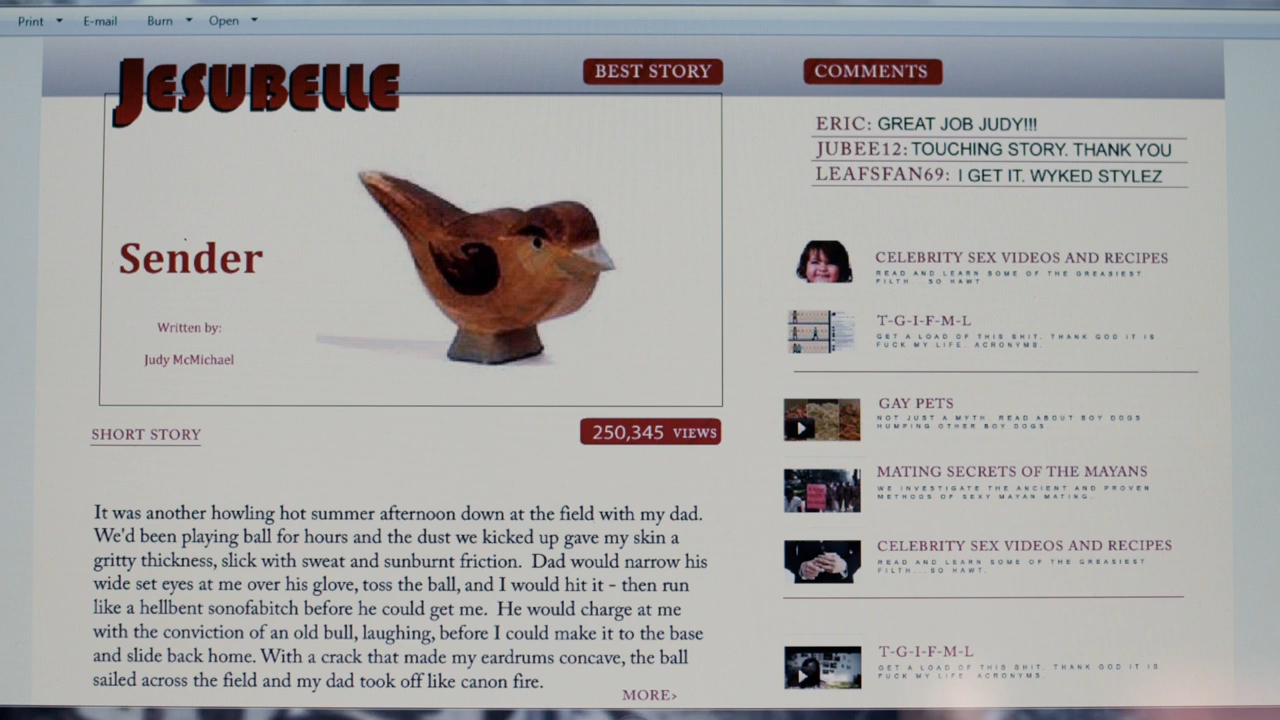 Print E-mail Burn Open
JESUBELLE
BEST STORY
COMMENTS
Sender
Written by:
Judy McMichael
SHORT STORY
250,345 VIEWS
It was another howling hot summer afternoon down at the field with my dad.
We'd been playing ball for hours and the dust we kicked up gave my skin a
gritty thickness, slick with sweat and sunburnt friction. Dad would narrow his
wide set eyes at me over his glove, toss the ball, and I would hit it - then run
like a hellbent sonofabitch before he could get me. He would charge at me
with the conviction of an old bull, laughing, before I could make it to the base
and slide back home. With a crack that made my eardrums concave, the ball
sailed across the field and my dad took off like canon fire.
MORE>
ERIC: GREAT JOB JUDY!!!
JUBEE12: TOUCHING STORY. THANK YOU
LEAFSFAN69: I GET IT. WYKED STYLEZ
CELEBRITY SEX VIDEOS AND RECIPES
READ AND LEARN SOME OF THE GREASIEST
FILTH...SO HAWT
T-G-I-F-M-L
GET A LOAD OF THIS SHIT. THANK GOD IT IS
FUCK MY LIFE. ACRONYMS.
GAY PETS
NOT JUST A MYTH. READ ABOUT BOY DOGS
HUMPING OTHER BOY DOGS
MATING SECRETS OF THE MAYANS
WE INVESTIGATE THE ANCIENT AND PROVEN
METHODS OF SEXY MAYAN MATING.
CELEBRITY SEX VIDEOS AND RECIPES
READ AND LEARN SOME OF THE GREASIEST
FILTH...SO HAWT.
T-G-I-F-M-L
GET A LOAD OF THIS SHIT. THANK GOD IT IS
FUCK MY LIFE. ACRONYMS.